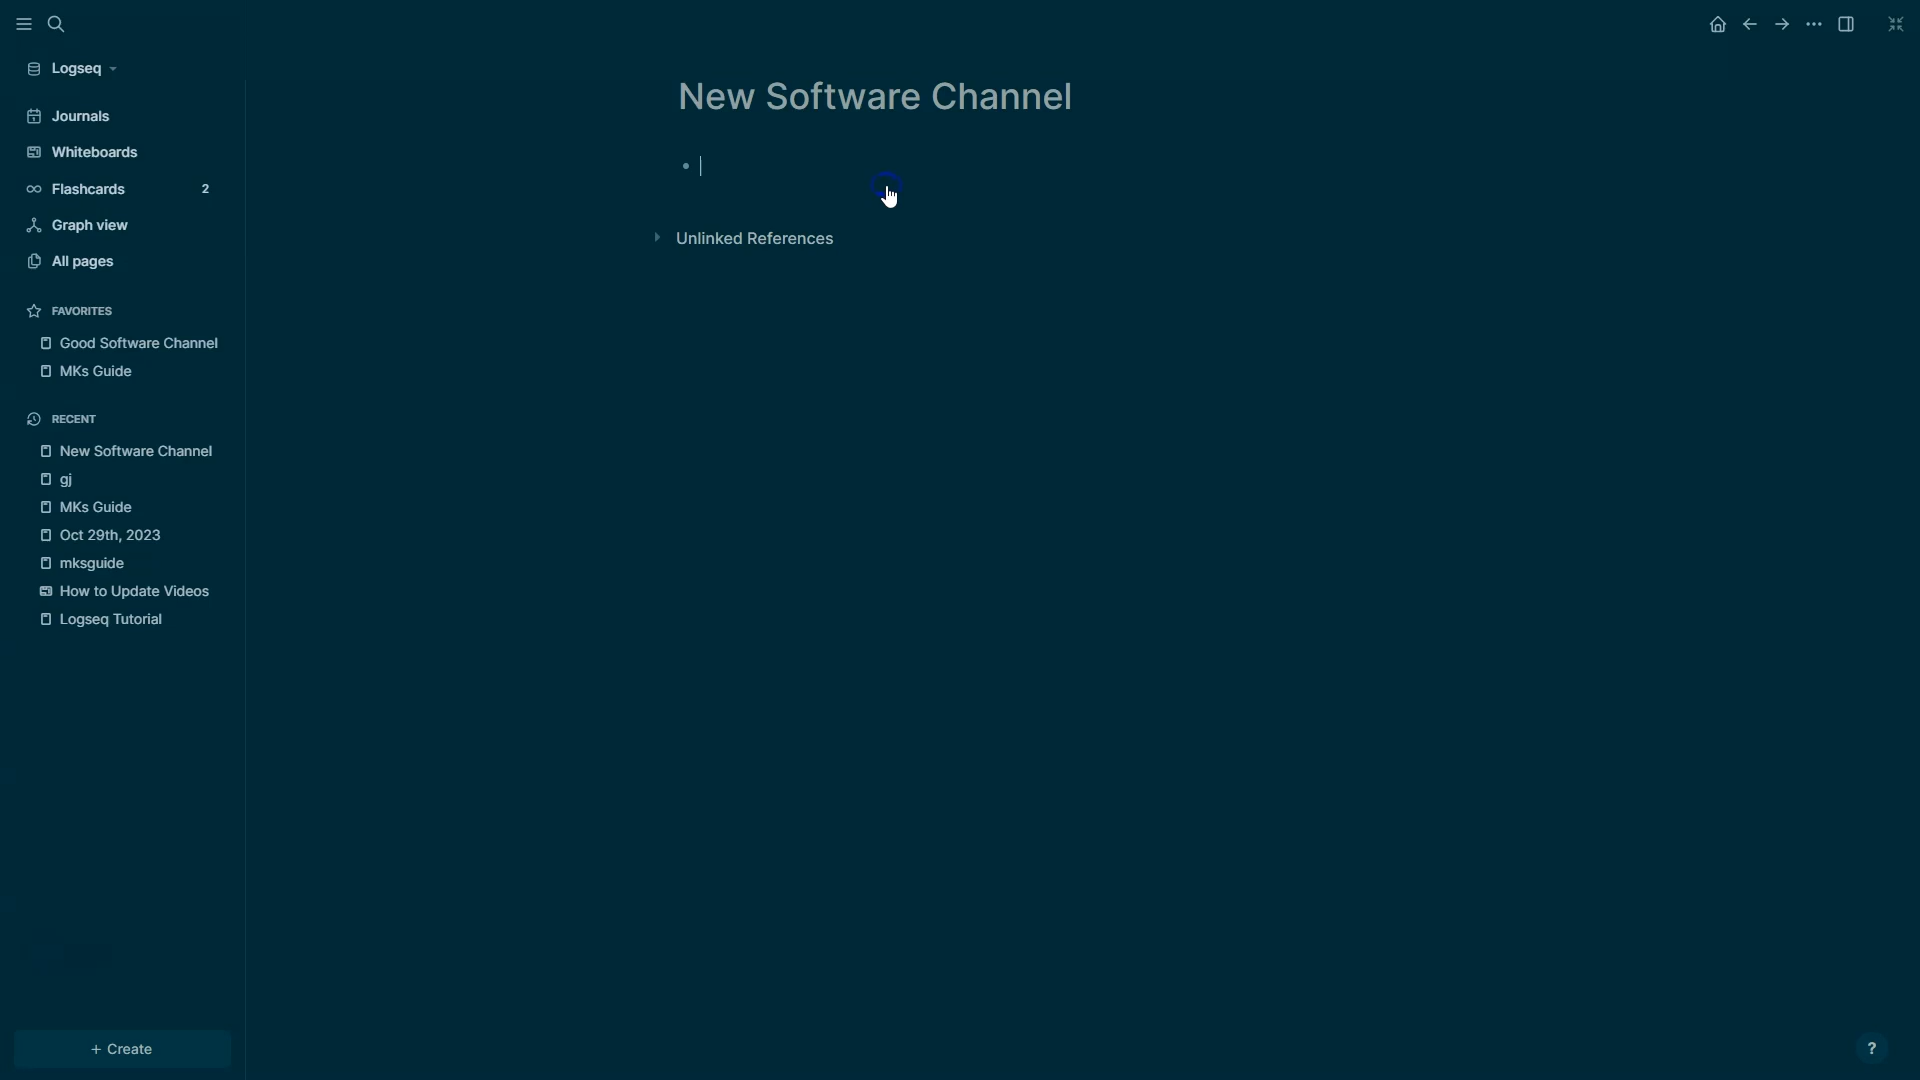 Logseq
Journals
Whiteboards
Flashcards 2
Graph view
All pages
FAVORITES
Good Software Channel
MKs Guide
RECENT
New Software Channel
gj
MKs Guide
Oct 29th, 2023
mksguide
How to Update Videos
Logseq Tutorial
+ Create
New Software Channel
Unlinked References
?